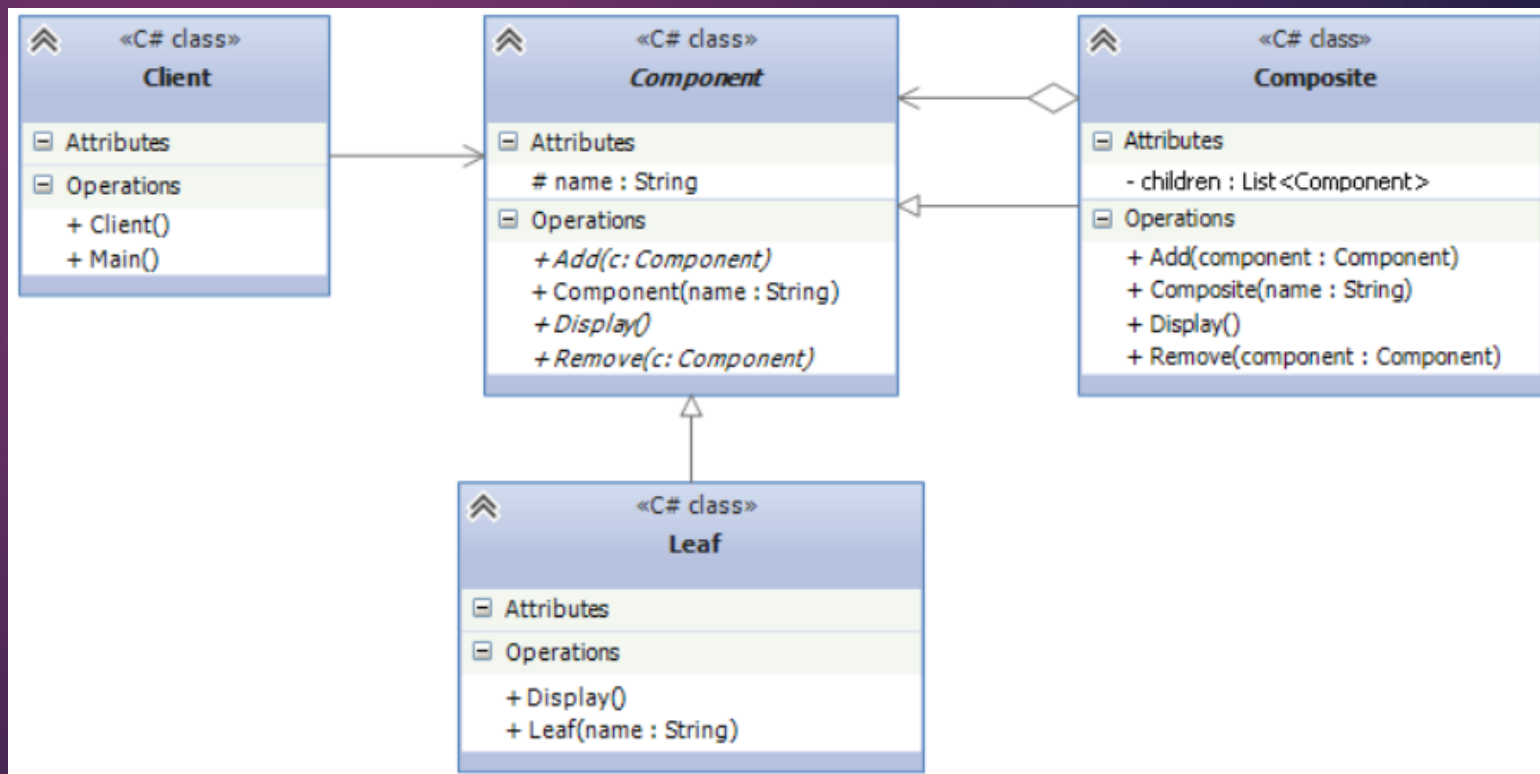 «C# class»
Client
Attributes
Operations
+ Client()
+ Main()
«C# class»
Component
Attributes
# name : String
Operations
+ Add(c: Component)
+ Component(name : String)
+ Display()
+ Remove(c: Component)
«C# class»
Composite
Attributes
- children : List<Component>
Operations
+ Add(component : Component)
+ Composite(name : String)
+ Display()
+ Remove(component : Component)
«C# class»
Leaf
Attributes
Operations
+ Display()
+ Leaf(name : String)